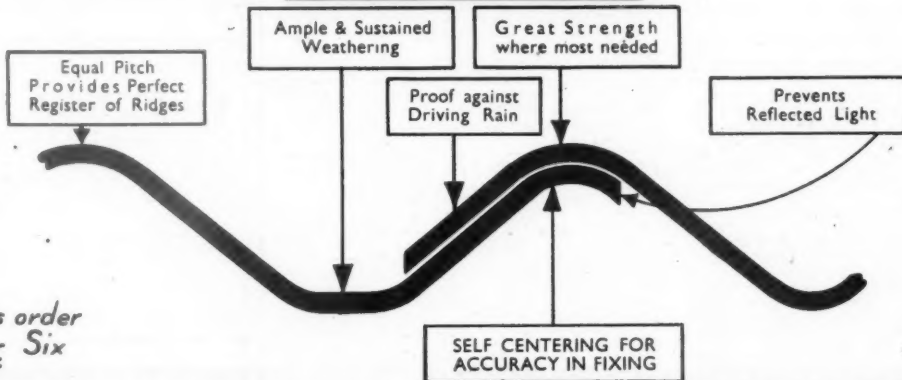 Ample & Sustained
Weathering
Great Strength
where most needed
Equal Pitch
Provides Perfect
Register of Ridges
Proof against
Driving Rain
Prevents
Reflected Light
s order
Six
SELF CENTERING FOR
ACCURACY IN FIXING